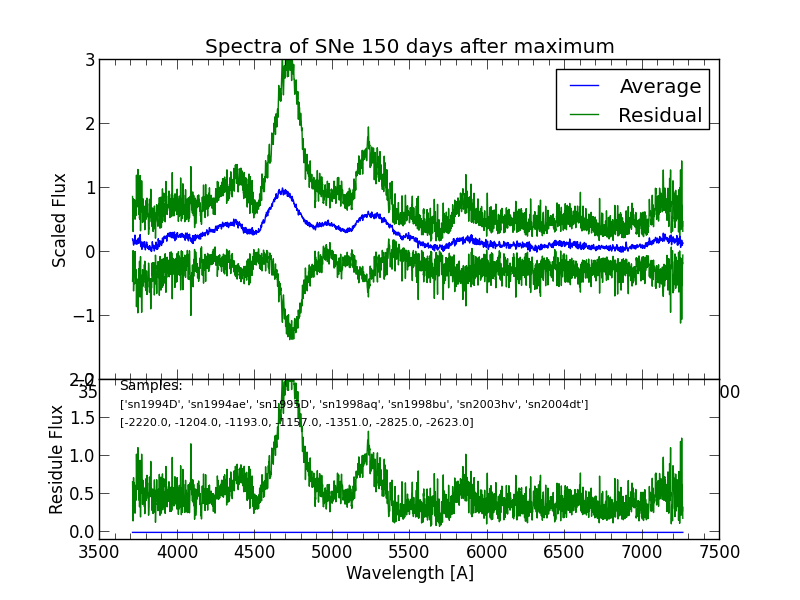 Spectra of SNe 150 days after maximum
3
2
1
0
−1
Scaled Flux
Average
Residual
35
00
2.0
1.5
1.0
0.5
0.0
Residule Flux
Samples:
['sn1994D', 'sn1994ae', 'sn1995D', 'sn1998aq', 'sn1998bu', 'sn2003hv', 'sn2004dt']
[-2220.0, -1204.0, -1193.0, -1157.0, -1351.0, -2825.0, -2623.0]
3500 4000 4500 5000 5500 6000 6500 7000 7500
Wavelength [A]